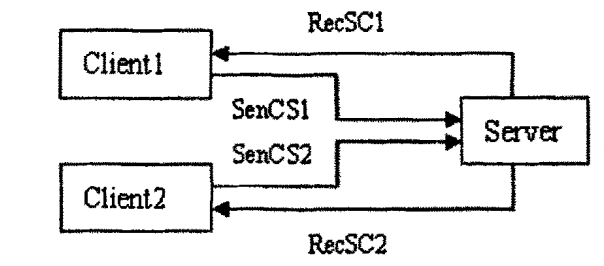 RecSC1
Client1
SenCS1
Server
SenCS2
Client2
RecSC2